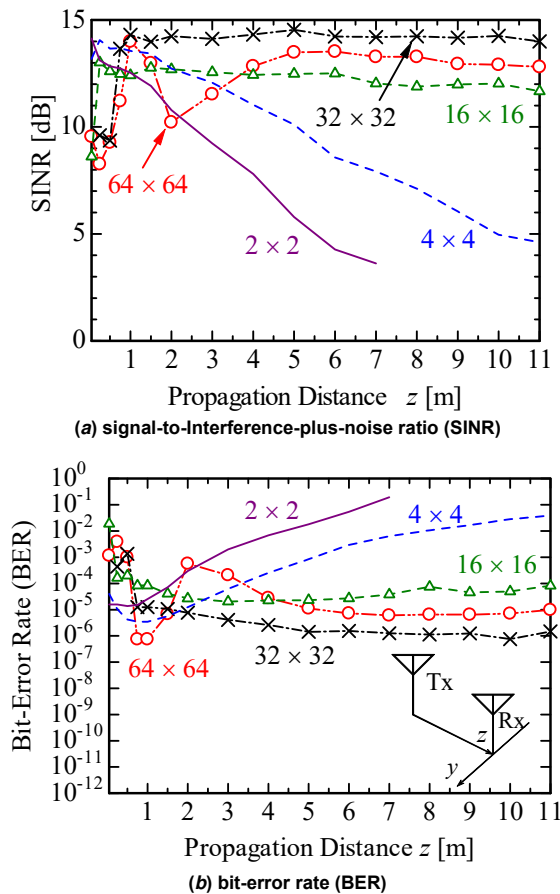 15
10
5
0
SINR [dB]
32 × 32
16 × 16
64 × 64
2 × 2
4 × 4
1 2 3 4 5 6 7 8 9 10 11
Propagation Distance z [m]
(a) signal-to-Interference-plus-noise ratio (SINR)
10^0
10^-1
10^-2
10^-3
10^-4
10^-5
10^-6
10^-7
10^-8
10^-9
10^-10
10^-11
10^-12
Bit-Error Rate (BER)
2 × 2
4 × 4
16 × 16
64 × 64
32 × 32
Tx
Rx
z
y
1 2 3 4 5 6 7 8 9 10 11
Propagation Distance z [m]
(b) bit-error rate (BER)